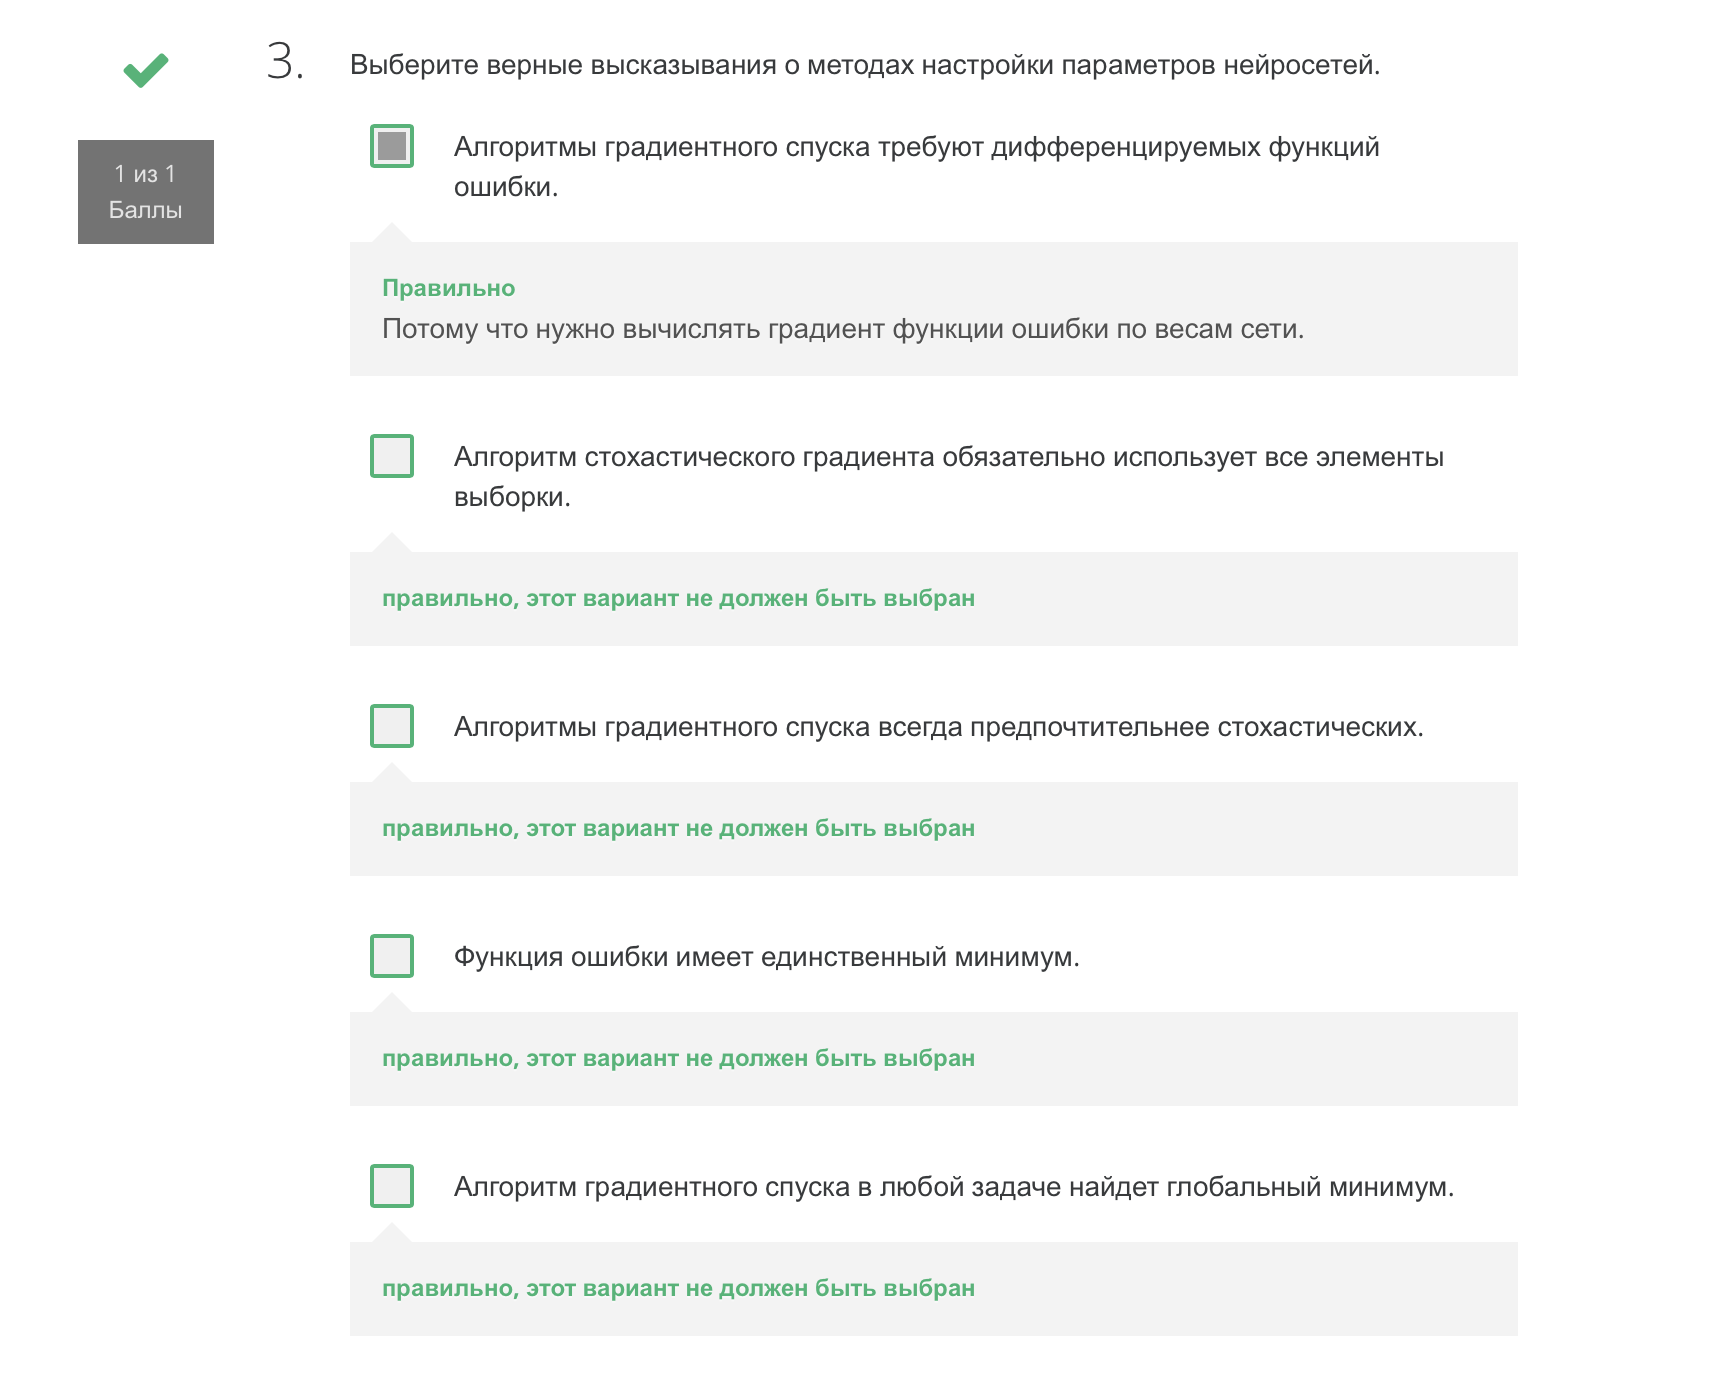 3.
Выберите верные высказывания о методах настройки параметров нейросетей.
1 из 1
Баллы
Алгоритмы градиентного спуска требуют дифференцируемых функций
ошибки.
Правильно
Потому что нужно вычислять градиент функции ошибки по весам сети.
Алгоритм стохастического градиента обязательно использует все элементы
выборки.
правильно, этот вариант не должен быть выбран
Алгоритмы градиентного спуска всегда предпочтительнее стохастических.
правильно, этот вариант не должен быть выбран
Функция ошибки имеет единственный минимум.
правильно, этот вариант не должен быть выбран
Алгоритм градиентного спуска в любой задаче найдет глобальный минимум.
правильно, этот вариант не должен быть выбран